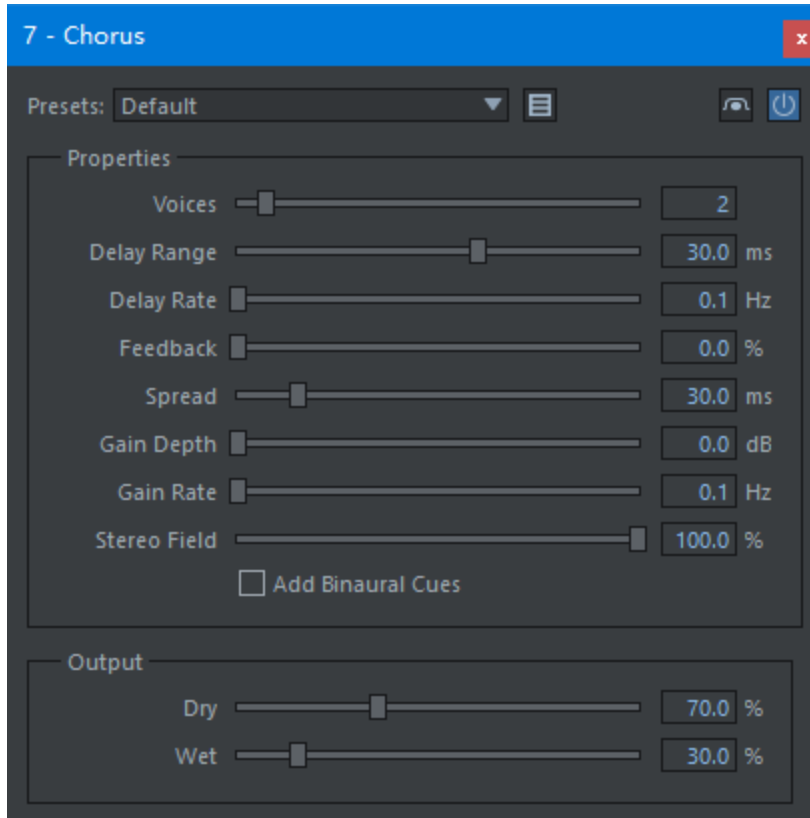 7 - Chorus
x
Presets: Default
Properties
Voices 2
Delay Range 30.0 ms
Delay Rate 0.1 Hz
Feedback 0.0 %
Spread 30.0 ms
Gain Depth 0.0 dB
Gain Rate 0.1 Hz
Stereo Field 100.0 %
Add Binaural Cues
Output
Dry 70.0 %
Wet 30.0 %